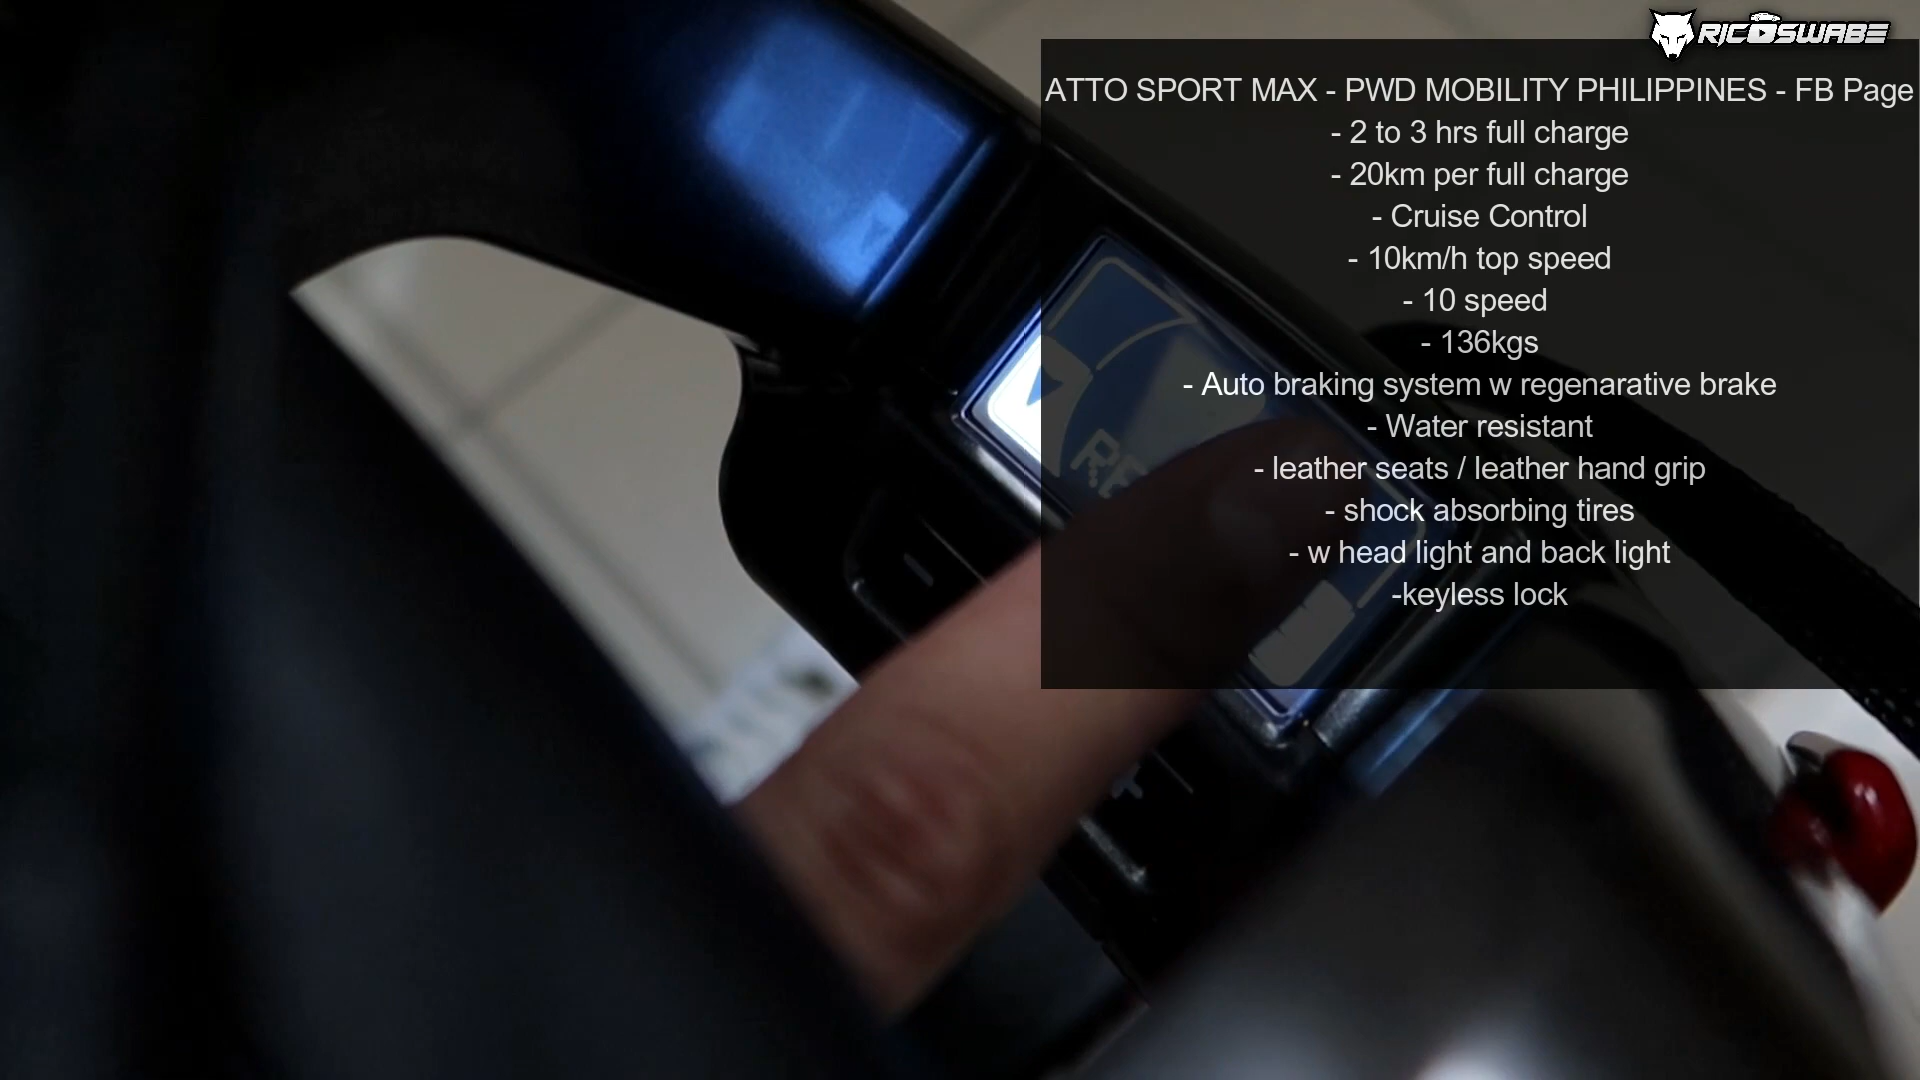 RICOSWABE
ATTO SPORT MAX - PWD MOBILITY PHILIPPINES - FB Page
- 2 to 3 hrs full charge
- 20km per full charge
- Cruise Control
- 10km/h top speed
- 10 speed
- 136kgs
- Auto braking system w regenarative brake
- Water resistant
- leather seats / leather hand grip
- shock absorbing tires
- w head light and back light
-keyless lock